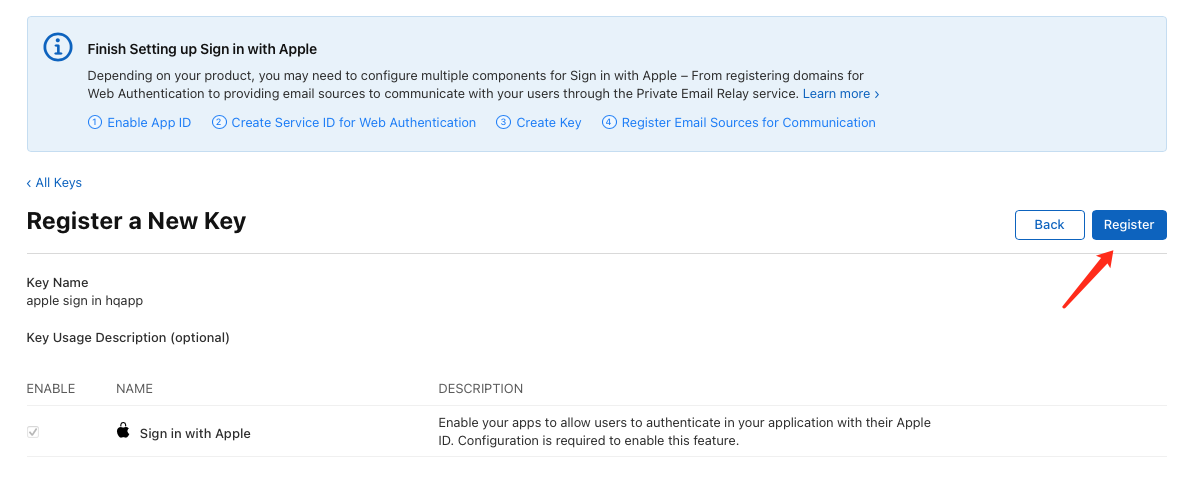 Finish Setting up Sign in with Apple
Depending on your product, you may need to configure multiple components for Sign in with Apple – From registering domains for
Web Authentication to providing email sources to communicate with your users through the Private Email Relay service. Learn more ›
1 Enable App ID 2 Create Service ID for Web Authentication 3 Create Key 4 Register Email Sources for Communication
‹ All Keys
Register a New Key
Back Register
Key Name
apple sign in hqapp
Key Usage Description (optional)
ENABLE NAME DESCRIPTION
Sign in with Apple
Enable your apps to allow users to authenticate in your application with their Apple
ID. Configuration is required to enable this feature.